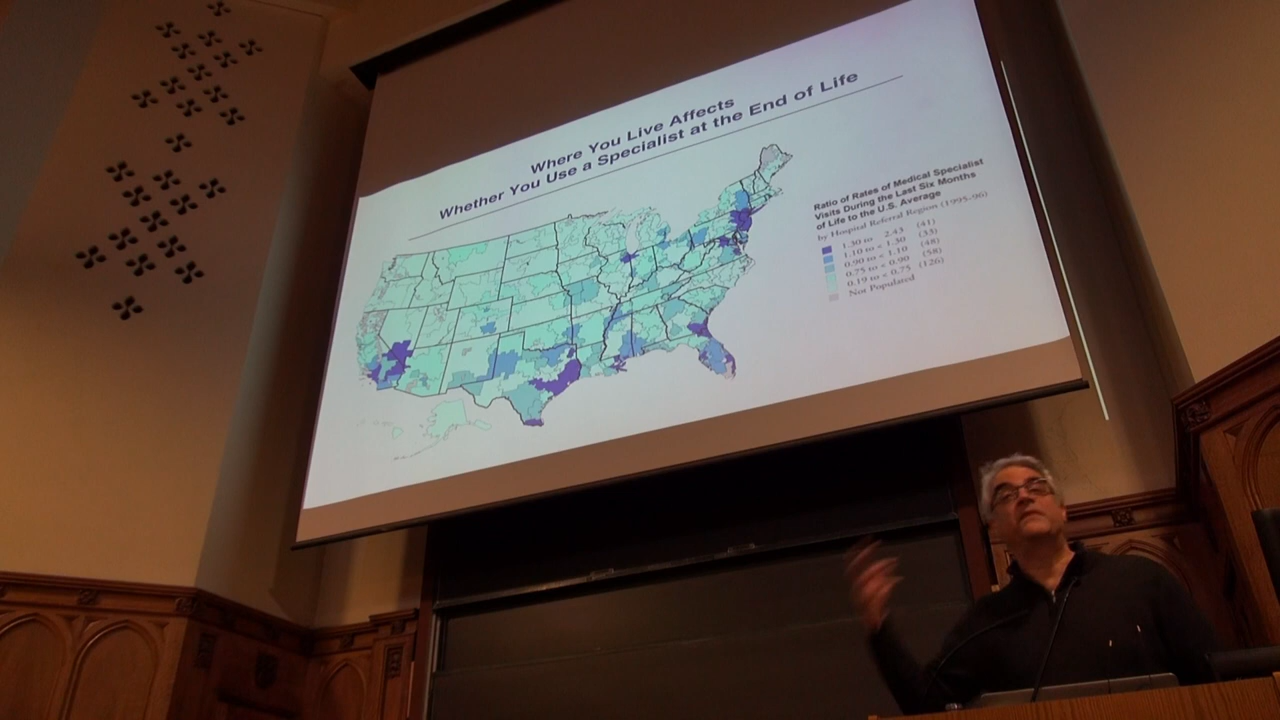 Where You Live Affects
Whether You Use a Specialist at the End of Life
Ratio of Rates of Medical Specialist
Visits During the Last Six Months
of Life to the U.S. Average
by Hospital Referral Region (1995-96)
1.30 to 2.43 (41)
1.10 to < 1.30 (33)
0.90 to < 1.10 (48)
0.75 to < 0.90 (58)
0.19 to < 0.75 (126)
Not Populated